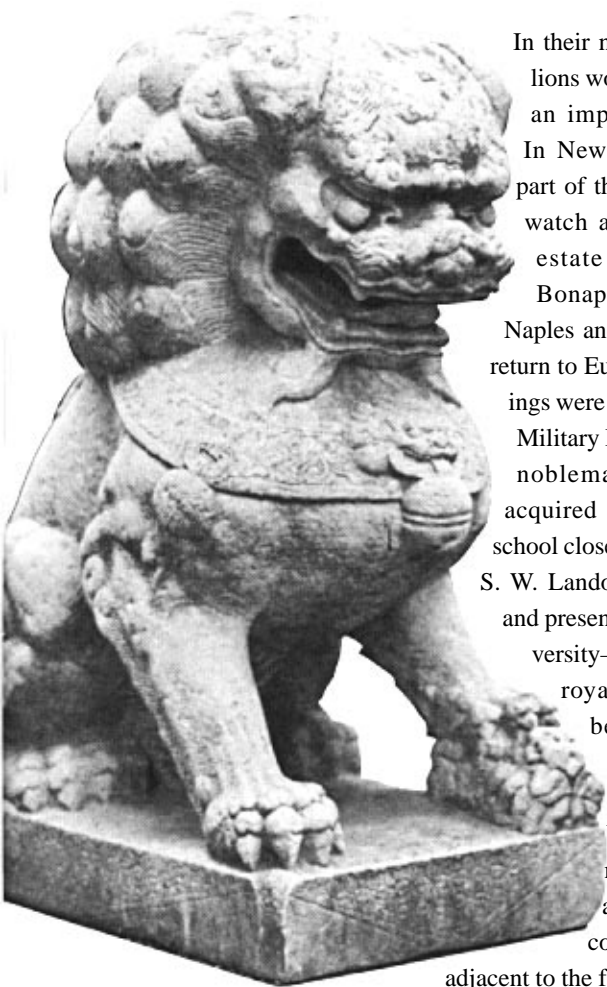 In their n
lions wo
an imp
In New
part of th
watch a
estate
Bonap
Naples an
return to Eu
ings were
Military
noblema
acquired
school close
S. W. Lando
and presen
versity–
roya
be
r
a
co
adjacent to the f